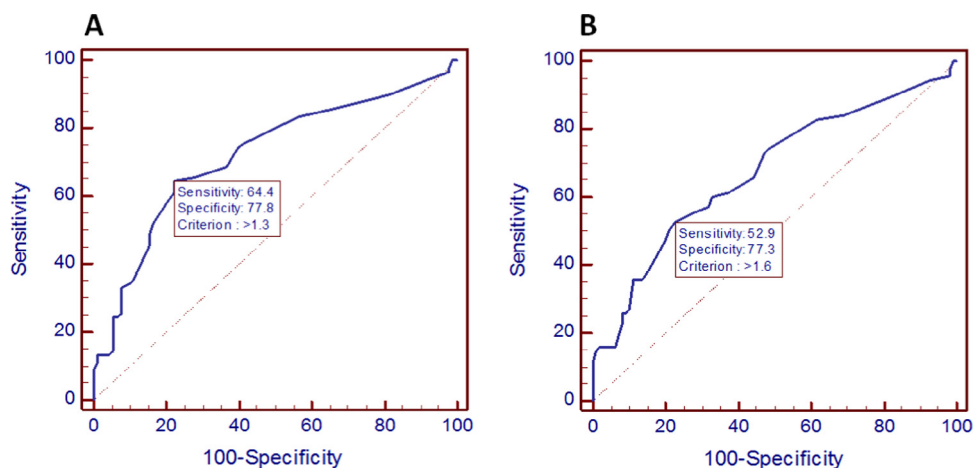 A
100
80
60
40
20
0
Sensitivity
Sensitivity: 64.4
Specificity: 77.8
Criterion : >1.3
0 20 40 60 80 100
100-Specificity
B
100
80
60
40
20
0
Sensitivity
Sensitivity: 52.9
Specificity: 77.3
Criterion : >1.6
0 20 40 60 80 100
100-Specificity